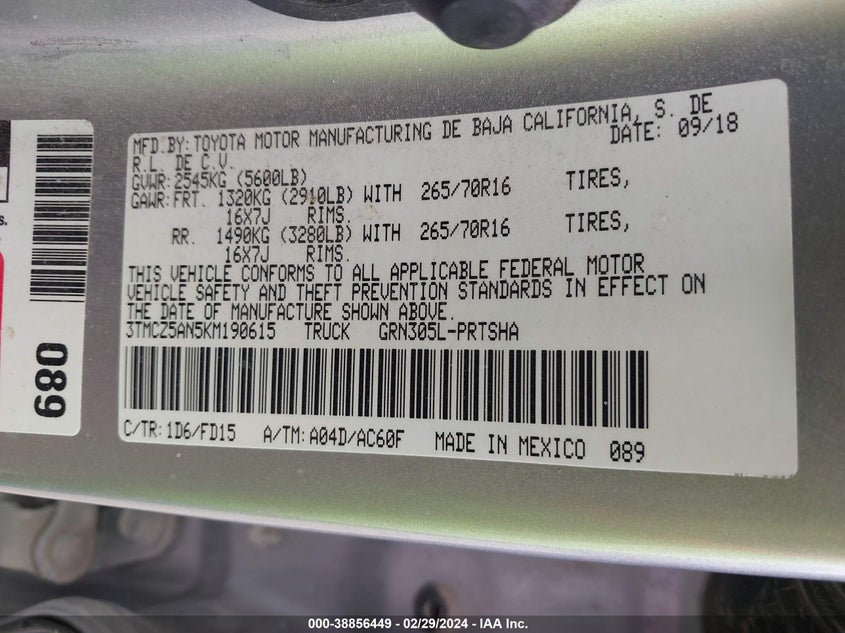 MFD.BY:TOYOTA MOTOR MANUFACTURING DE BAJA CALIFORNIA, S. DE
R.L. DE C.V. DATE: 09/18
GVWR:2545KG (5600LB)
GAWR:FRT. 1320KG (2910LB) WITH 265/70R16 TIRES,
16X7J RIMS.
RR. 1490KG (3280LB) WITH 265/70R16 TIRES,
16X7J RIMS.
THIS VEHICLE CONFORMS TO ALL APPLICABLE FEDERAL MOTOR
VEHICLE SAFETY AND THEFT PREVENTION STANDARDS IN EFFECT ON
THE DATE OF MANUFACTURE SHOWN ABOVE.
3TMCZ5AN5KM190615 TRUCK GRN305L-PRTSHA
C/TR:1D6/FD15 A/TM:A04D/AC60F MADE IN MEXICO 089
089
000-38856449 - 02/29/2024 - IAA Inc.